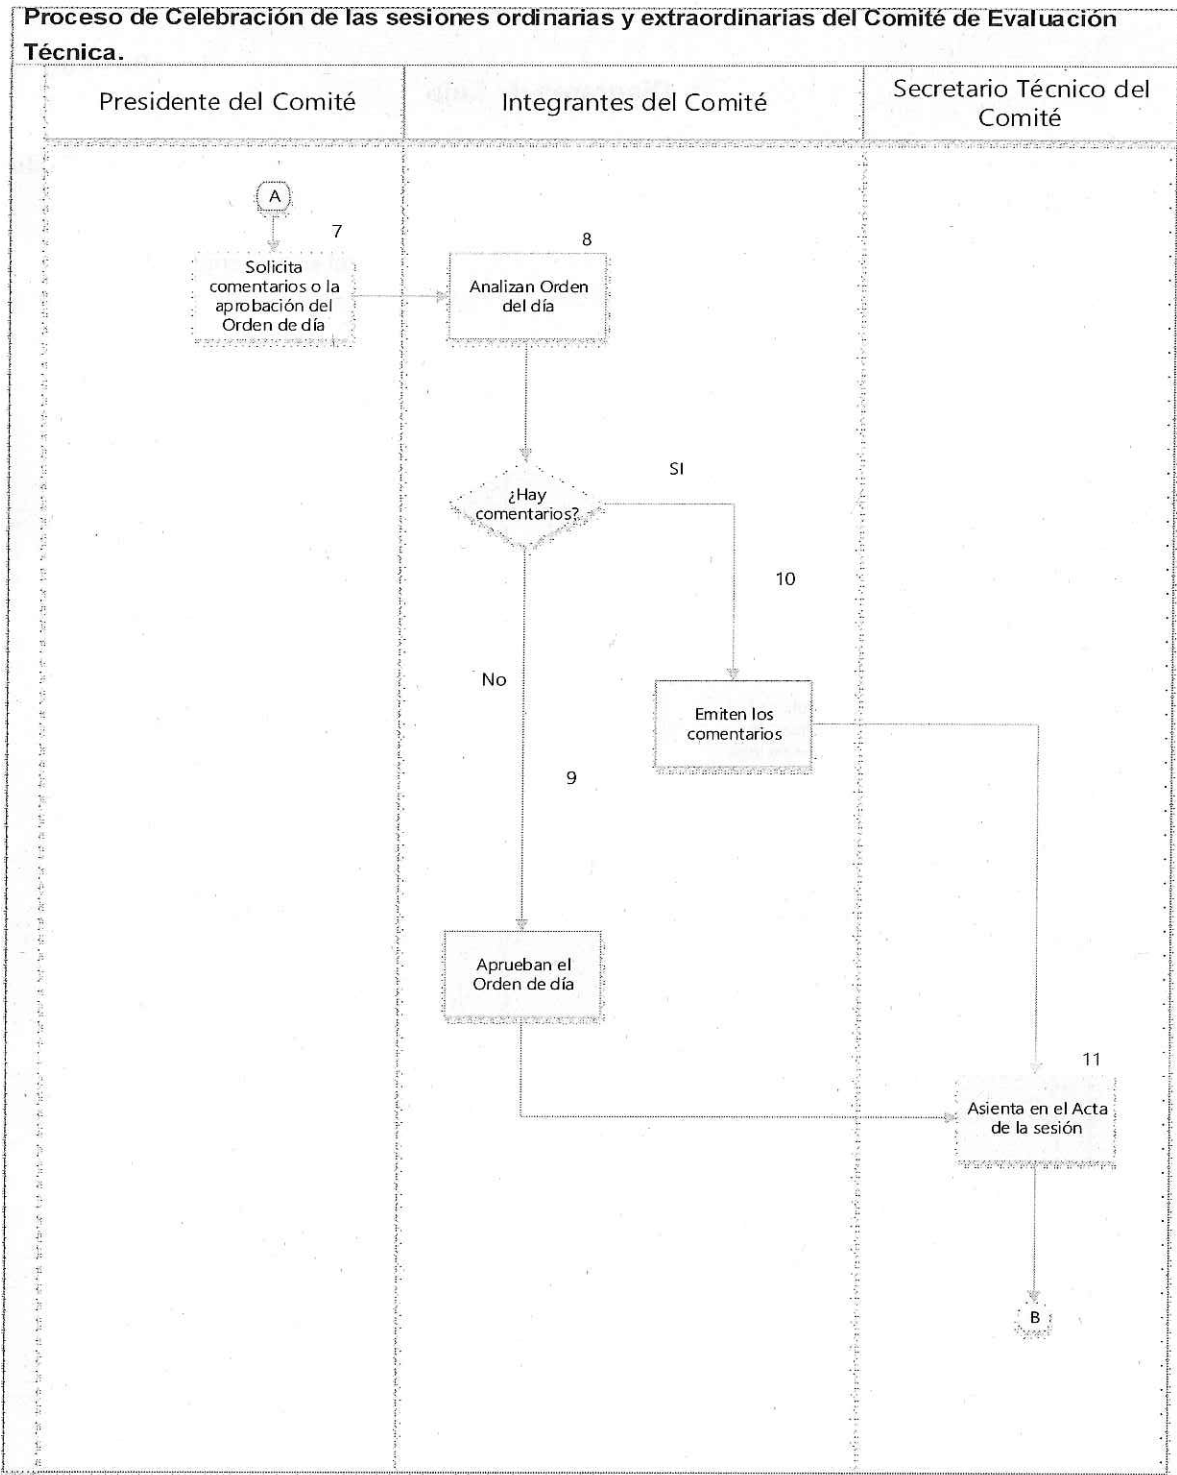 Proceso de Celebración de las sesiones ordinarias y extraordinarias del Comité de Evaluación
Técnica.
Presidente del Comité
Integrantes del Comité
Secretario Técnico del
Comité
A
7
Solicita
comentarios o la
aprobación del
Orden de día
8
Analizan Orden
del día
¿Hay
comentarios?
SI
10
No
Emiten los
comentarios
9
Aprueban el
Orden de día
11
Asienta en el Acta
de la sesión
B